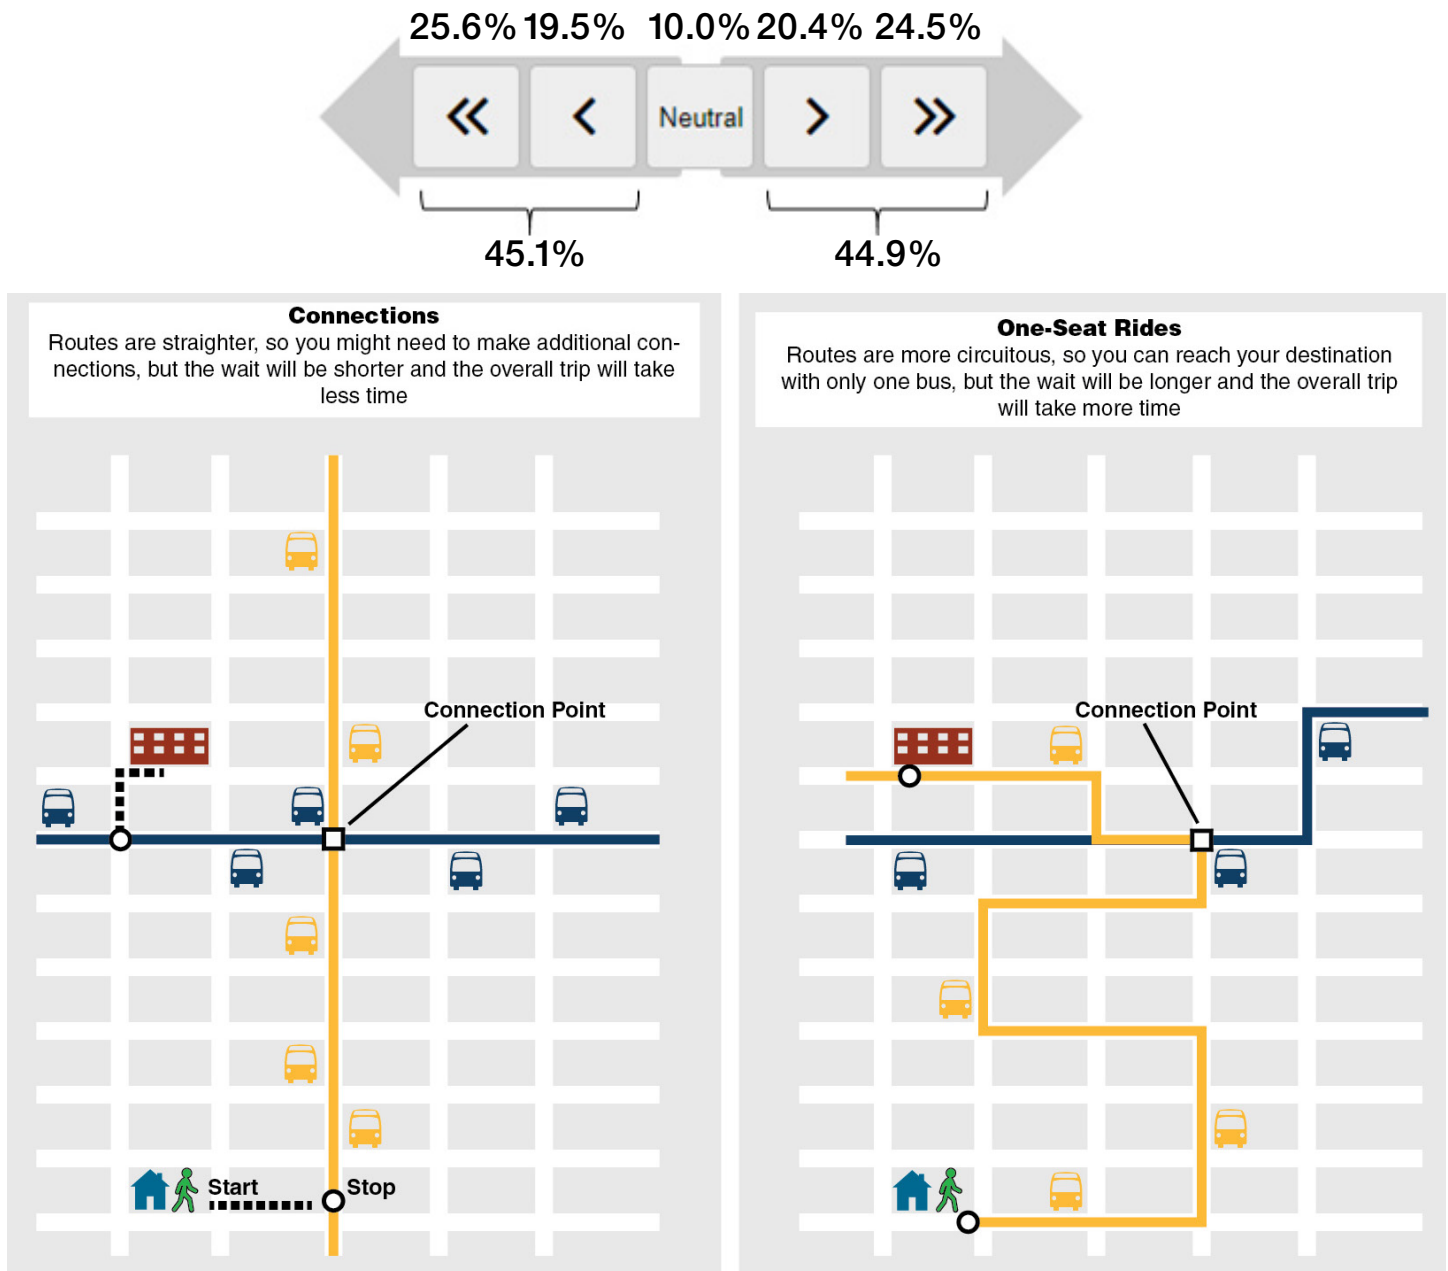 25.6% 19.5% 10.0% 20.4% 24.5%
Neutral
45.1% 44.9%
Connections
Routes are straighter, so you might need to make additional con-
nections, but the wait will be shorter and the overall trip will take
less time
One-Seat Rides
Routes are more circuitous, so you can reach your destination
with only one bus, but the wait will be longer and the overall trip
will take more time
Connection Point
Start
Stop
Connection Point